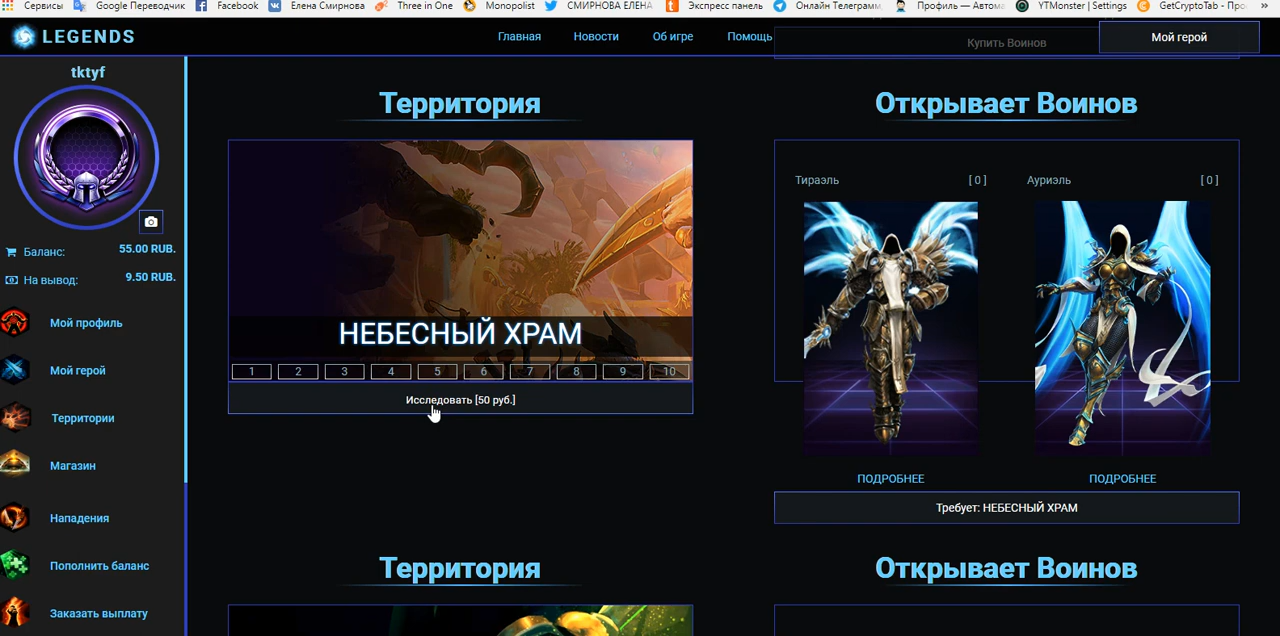 Сервисы Google Переводчик Facebook Елена Смирнова Three in One Monopolist СМИРНОВА ЕЛЕНА Экспресс панель Онлайн Телеграмм Профиль — Автома YTMonster | Settings GetCryptoTab - Про »
LEGENDS Главная Новости Об игре Помощь Купить Воинов Мой герой
tktyf
Баланс: 55.00 RUB.
На вывод: 9.50 RUB.
Мой профиль
Мой герой
Территории
Магазин
Нападения
Пополнить баланс
Заказать выплату
Территория
НЕБЕСНЫЙ ХРАМ
1 2 3 4 5 6 7 8 9 10
Исследовать [50 руб.]
Открывает Воинов
Тираэль [ 0 ] Ауриэль [ 0 ]
ПОДРОБНЕЕ ПОДРОБНЕЕ
Требует: НЕБЕСНЫЙ ХРАМ
Территория
Открывает Воинов